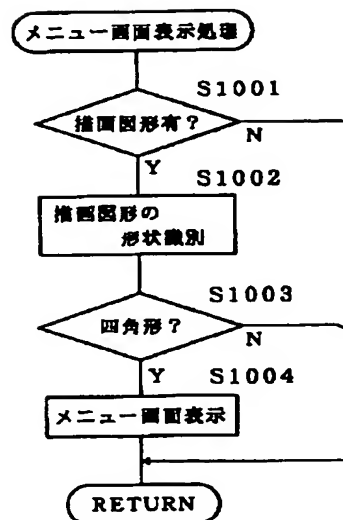 メニュー画面表示処理
S1001
描画図形有?
N
Y
S1002
描画図形の
形状識別
S1003
四角形?
N
Y
S1004
メニュー画面表示
RETURN